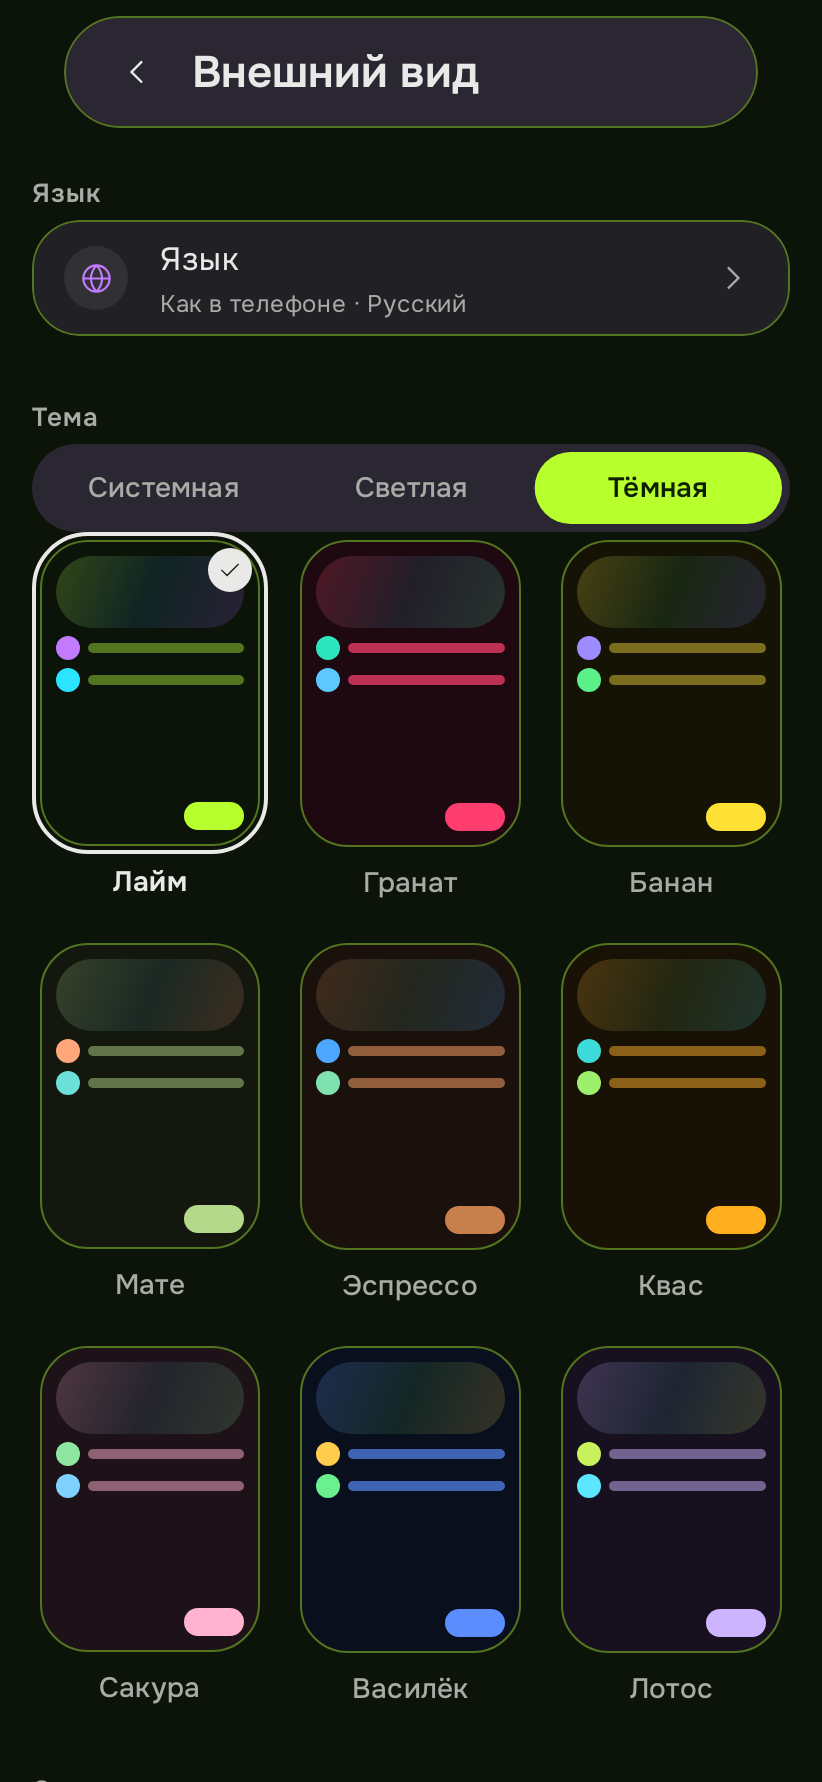 Внешний вид
Язык
Язык
Как в телефоне · Русский
Тема
Системная Светлая Тёмная
Лайм Гранат Банан
Мате Эспрессо Квас
Сакура Василёк Лотос